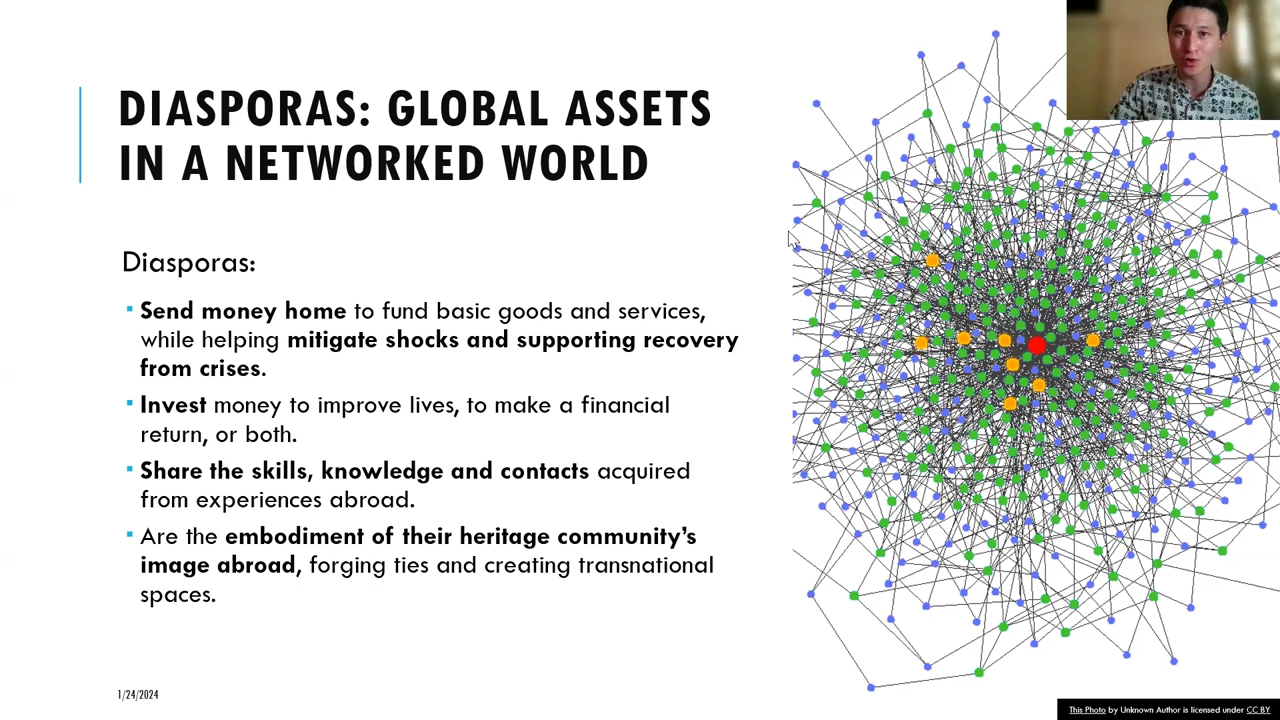 DIASPORAS: GLOBAL ASSETS
IN A NETWORKED WORLD
Diasporas:
▪ Send money home to fund basic goods and services,
while helping mitigate shocks and supporting recovery
from crises.
▪ Invest money to improve lives, to make a financial
return, or both.
▪ Share the skills, knowledge and contacts acquired
from experiences abroad.
▪ Are the embodiment of their heritage community’s
image abroad, forging ties and creating transnational
spaces.
1/24/2024
This Photo by Unknown Author is licensed under CC BY